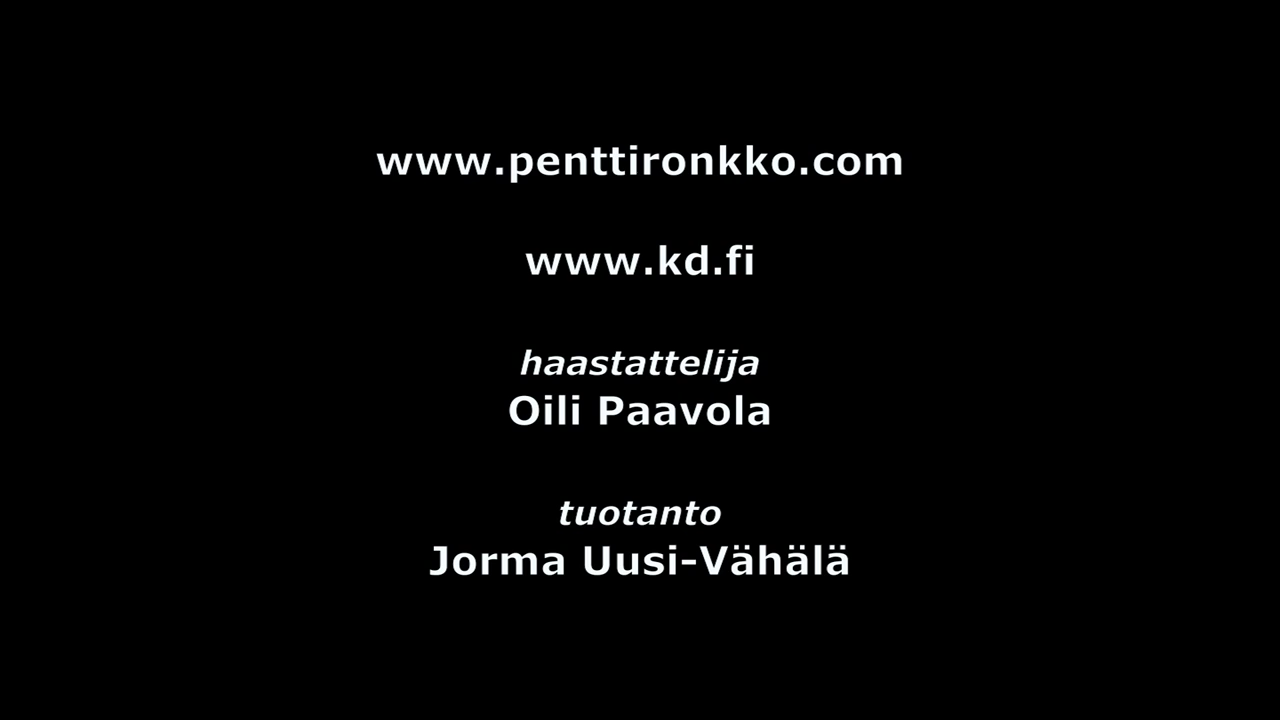 www.penttironkko.com
www.kd.fi
haastattelija
Oili Paavola
tuotanto
Jorma Uusi-Vähälä